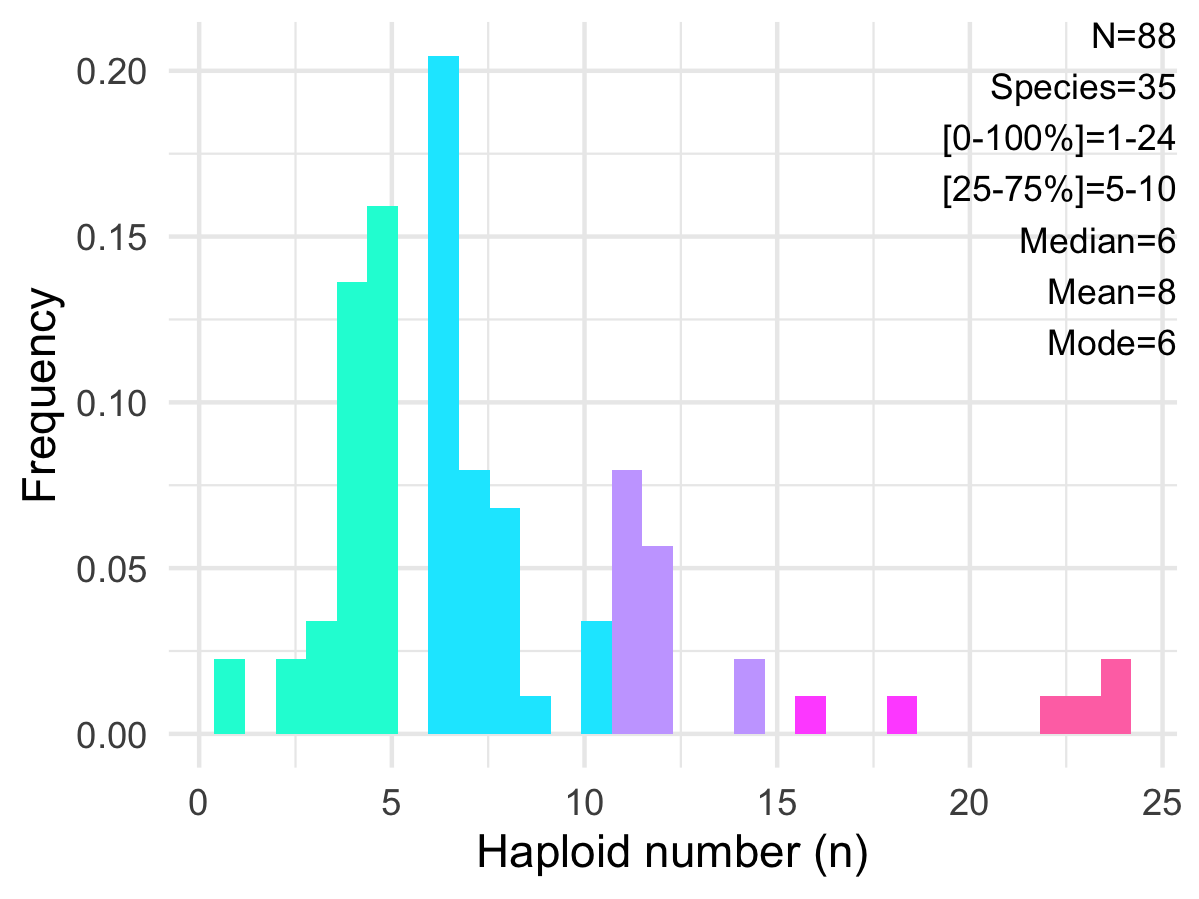 N=88
Species=35
[0-100%]=1-24
[25-75%]=5-10
Median=6
Mean=8
Mode=6
Frequency
0.20
0.15
0.10
0.05
0.00
0 5 10 15 20 25
Haploid number (n)